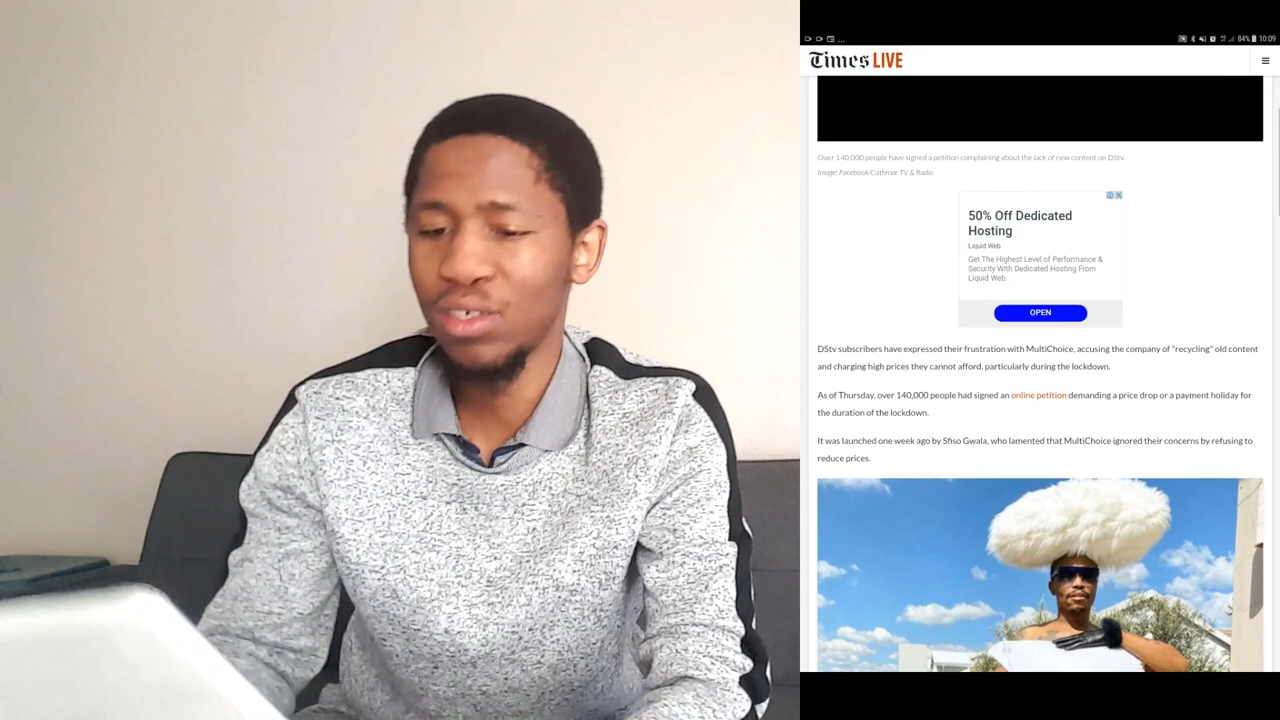 84% 10:09
Times LIVE
Over 140,000 people have signed a petition complaining about the lack of new content on DStv.
Image: Facebook/Cathmar TV & Radio
50% Off Dedicated
Hosting
Liquid Web
Get The Highest Level of Performance &
Security With Dedicated Hosting From
Liquid Web.
OPEN
DStv subscribers have expressed their frustration with MultiChoice, accusing the company of "recycling" old content
and charging high prices they cannot afford, particularly during the lockdown.
As of Thursday, over 140,000 people had signed an online petition demanding a price drop or a payment holiday for
the duration of the lockdown.
It was launched one week ago by Sfiso Gwala, who lamented that MultiChoice ignored their concerns by refusing to
reduce prices.